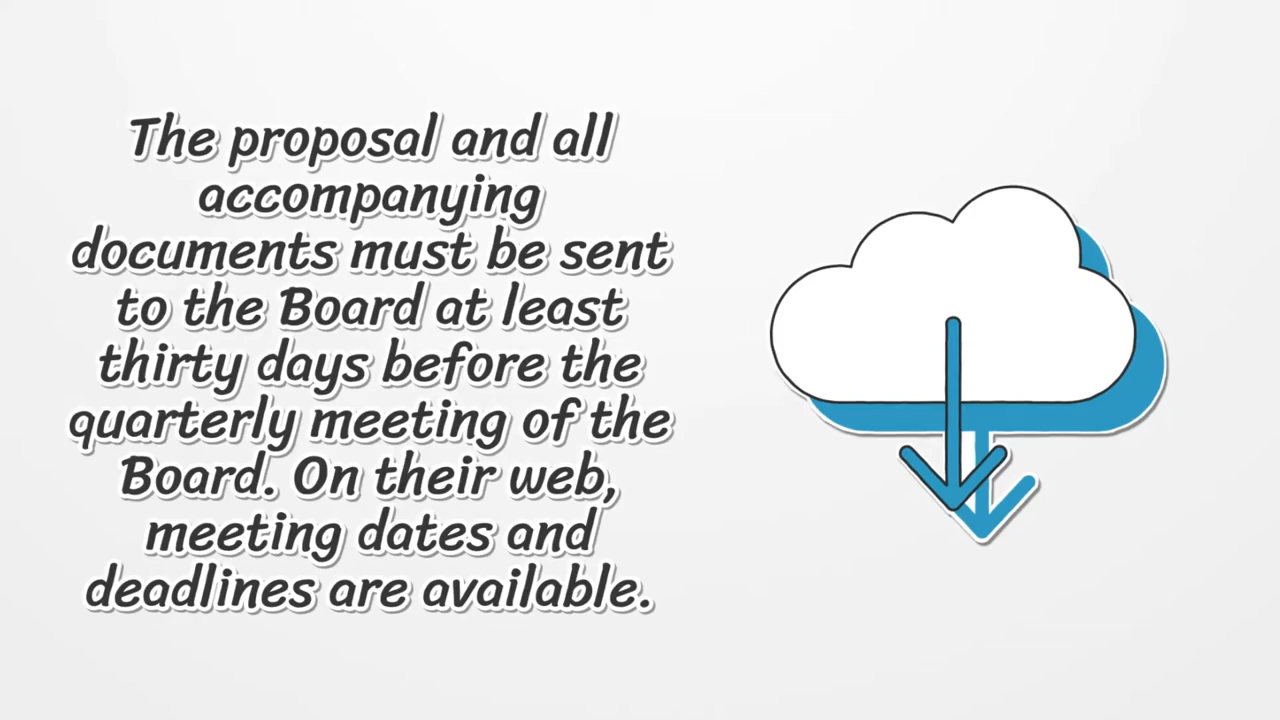 The proposal and all
accompanying
documents must be sent
to the Board at least
thirty days before the
quarterly meeting of the
Board. On their web,
meeting dates and
deadlines are available.